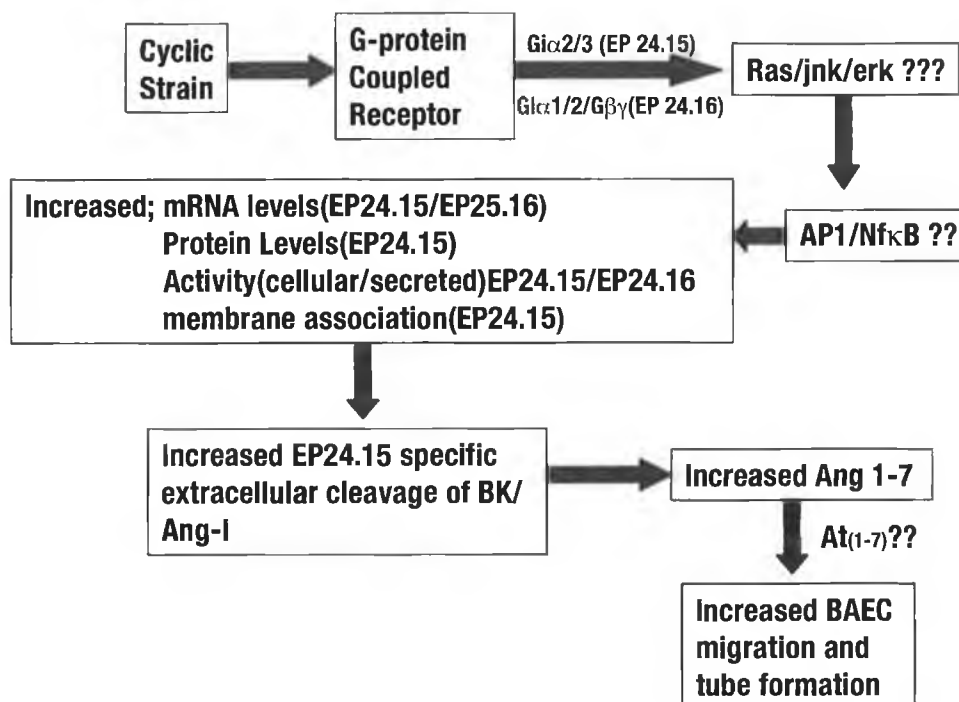 Cyclic
Strain
G-protein
Coupled
Receptor
Giα2/3 (EP 24.15)
GIα1/2/Gβγ(EP 24.16)
Ras/jnk/erk ???
AP1/NfκB ??
Increased; mRNA levels(EP24.15/EP25.16)
Protein Levels(EP24.15)
Activity(cellular/secreted)EP24.15/EP24.16
membrane association(EP24.15)
Increased EP24.15 specific
extracellular cleavage of BK/
Ang-I
Increased Ang 1-7
At(1-7)??
Increased BAEC
migration and
tube formation